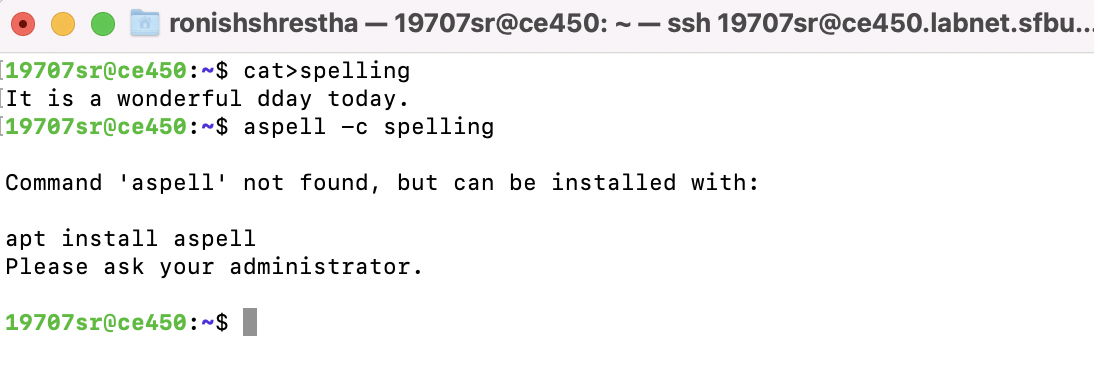 ronishshrestha — 19707sr@ce450: ~ — ssh 19707sr@ce450.labnet.sfbu...
[19707sr@ce450:~$ cat>spelling
[It is a wonderful dday today.
[19707sr@ce450:~$ aspell -c spelling
Command 'aspell' not found, but can be installed with:
apt install aspell
Please ask your administrator.
19707sr@ce450:~$